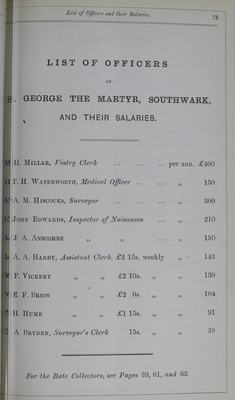 List of Officers and their Salaries.
73
LIST OF OFFICERS
OF
S. GEORGE THE MARTYR, SOUTHWARK,
AND THEIR SALARIES.
H. MILLAR, Vestry Clerk ... ... ... per ann. £400
T. H. WATERWORTH, Medical Officer ... ... „ 150
A. M. HISCOCKS, Surveyor ... ... „ 300
JOHN EDWARDS, Inspector of Nuisances ... „ 210
J. A. ANSCOMBE „ „ ... „ 150
A. A. HARDY, Assistant Clerk. £2 15s. weekly „ 143
F. VICKERY „ „ £2 10s. „ „ 130
E. F. BRION „ „ £2 0s. „ „ 104
H. HUME „ „ £1 15s. „ „ 91
A. BRYDEN, Surveyor's Clerk 15s. „ „ 39
For the Rate Collectors, see Pages 59, 61, and 63.